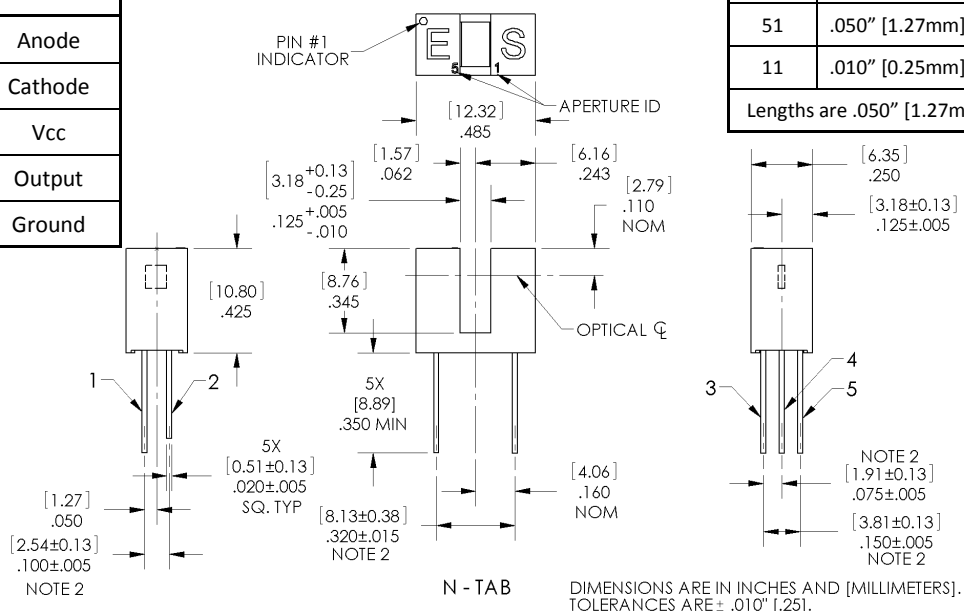 Anode
Cathode
Vcc
Output
Ground
51 .050” [1.27mm]
11 .010” [0.25mm]
Lengths are .050” [1.27m
PIN #1
INDICATOR
E S
5 1
APERTURE ID
[12.32]
.485
[1.57]
.062
[6.16]
.243
[3.18 +0.13 -0.25]
.125 +.005 -.010
[2.79]
.110
NOM
[6.35]
.250
[3.18±0.13]
.125±.005
[10.80]
.425
[8.76]
.345
OPTICAL ℄
1
2
5X
[8.89]
.350 MIN
3
4
5
5X
[0.51±0.13]
.020±.005
SQ. TYP
[1.27]
.050
[2.54±0.13]
.100±.005
NOTE 2
[8.13±0.38]
.320±.015
NOTE 2
[4.06]
.160
NOM
NOTE 2
[1.91±0.13]
.075±.005
[3.81±0.13]
.150±.005
NOTE 2
N - TAB
DIMENSIONS ARE IN INCHES AND [MILLIMETERS].
TOLERANCES ARE ± .010" [.25].